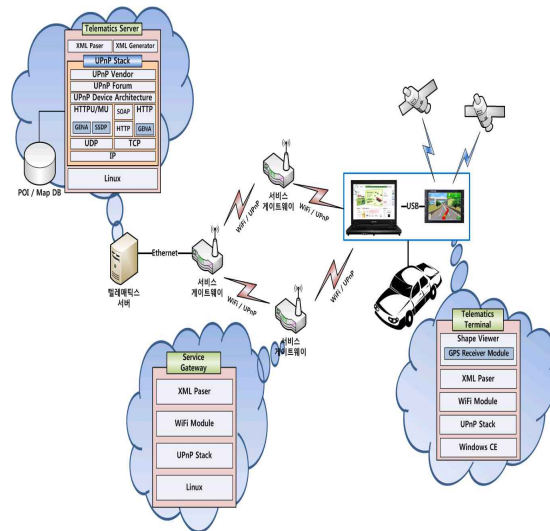 Telematics Server
XML Paser XML Generator
UPnP Stack
UPnP Vendor
UPnP Forum
UPnP Device Architecture
HTTPU/MU SOAP HTTP
GENA SSDP HTTP GENA
UDP TCP
IP
Linux
POI / Map DB
텔레매틱스
서버
Ethernet
서비스
게이트웨이
WiFi / UPnP
서비스
게이트웨이
WiFi / UPnP
WiFi / UPnP
서비스
게이트웨이
WiFi / UPnP
USB
Service
Gateway
XML Paser
WiFi Module
UPnP Stack
Linux
Telematics
Terminal
Shape Viewer
GPS Receiver Module
XML Paser
WiFi Module
UPnP Stack
Windows CE